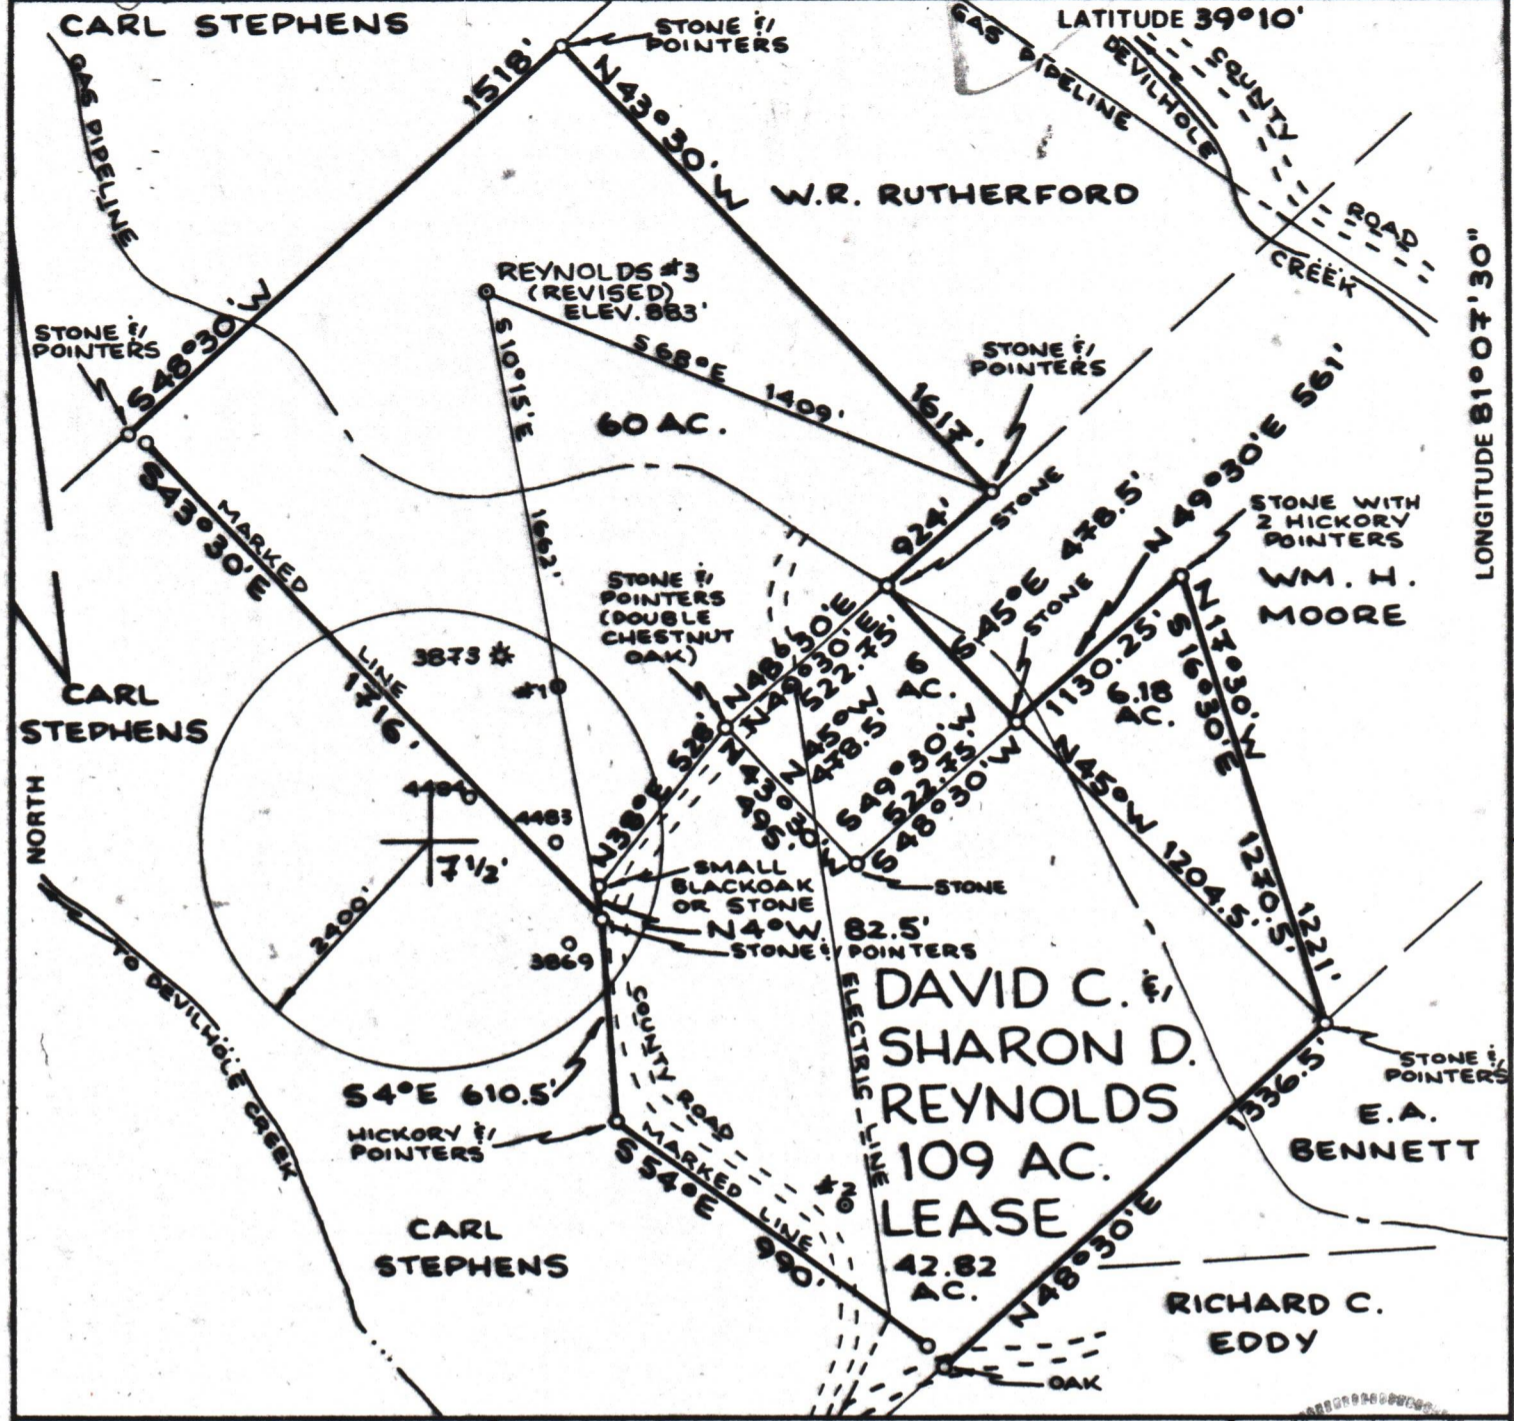 CARL STEPHENS
STONE &
POINTERS
LATITUDE 39°10'
GAS PIPELINE
DEVILHOLE
CREEK
COUNTY
ROAD
GAS PIPELINE
1518'
S48°30'W
N43°30'W
1617'
W.R. RUTHERFORD
LONGITUDE 81°07'30"
REYNOLDS #3
(REVISED)
ELEV. 883'
S68°E 1409'
S10°15'E
1662'
60 AC.
STONE &
POINTERS
STONE &
POINTERS
S43°30'E
MARKED
LINE
1716'
924'
STONE
S45°E 478.5'
N49°30'E 561'
STONE
STONE WITH
2 HICKORY
POINTERS
WM. H.
MOORE
STONE &
POINTERS
(DOUBLE
CHESTNUT
OAK)
N48°30'E
N49°30'E
522.75'
6
AC.
1130.25'
6.18
AC.
N17°30'W
S16°30'E
1270.5'
1221'
N45°W
478.5'
S49°30'W
522.75'
S48°30'W
N43°30'W
495.0'
STONE
N45°W 1204.5'
CARL
STEPHENS
NORTH
3873
#1
4484
4483
7 1/2'
2400'
3869
N38°E 528'
SMALL
BLACKOAK
OR STONE
N4°W. 82.5'
STONE & POINTERS
TO DEVILHOLE CREEK
S4°E 610.5'
HICKORY &
POINTERS
COUNTY ROAD
S54°E
MARKED LINE
990'
ELECTRIC-LINE
#2
DAVID C. &
SHARON D.
REYNOLDS
109 AC.
LEASE
42.82
AC.
STONE &
POINTERS
1336.5'
N48°30'E
E.A.
BENNETT
CARL
STEPHENS
RICHARD C.
EDDY
OAK